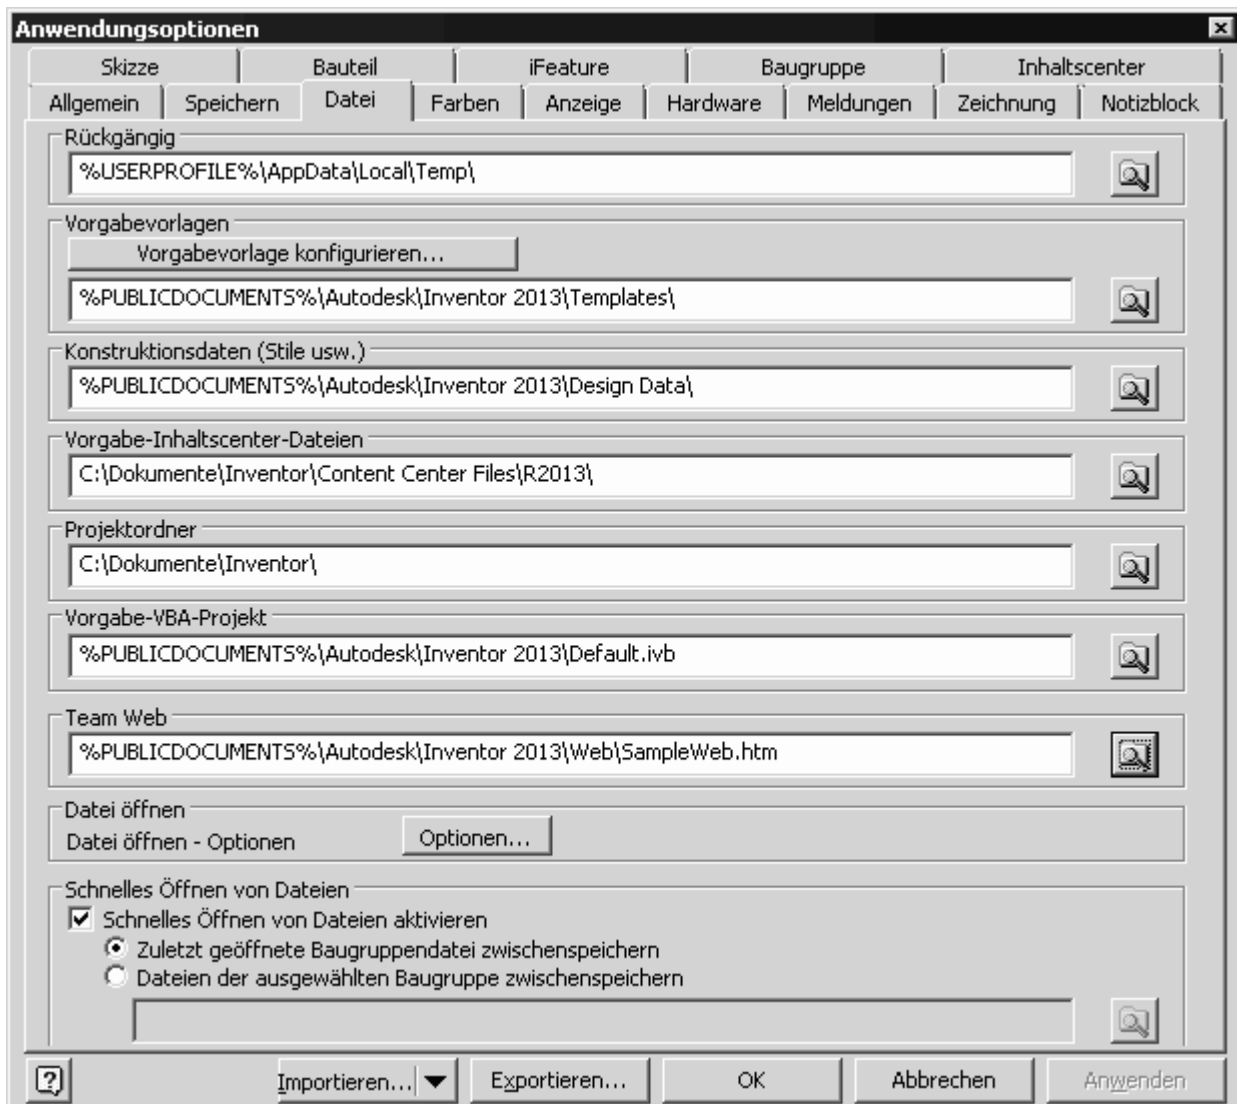 Anwendungsoptionen
Skizze Bauteil iFeature Baugruppe Inhaltscenter
Allgemein Speichern Datei Farben Anzeige Hardware Meldungen Zeichnung Notizblock
Rückgängig
%USERPROFILE%\AppData\Local\Temp\
Vorgabevorlagen
Vorgabevorlage konfigurieren...
%PUBLICDOCUMENTS%\Autodesk\Inventor 2013\Templates\
Konstruktionsdaten (Stile usw.)
%PUBLICDOCUMENTS%\Autodesk\Inventor 2013\Design Data\
Vorgabe-Inhaltscenter-Dateien
C:\Dokumente\Inventor\Content Center Files\R2013\
Projektordner
C:\Dokumente\Inventor\
Vorgabe-VBA-Projekt
%PUBLICDOCUMENTS%\Autodesk\Inventor 2013\Default.ivb
Team Web
%PUBLICDOCUMENTS%\Autodesk\Inventor 2013\Web\SampleWeb.htm
Datei öffnen
Datei öffnen - Optionen Optionen...
Schnelles Öffnen von Dateien
Schnelles Öffnen von Dateien aktivieren
Zuletzt geöffnete Baugruppendatei zwischenspeichern
Dateien der ausgewählten Baugruppe zwischenspeichern
? Importieren... Exportieren... OK Abbrechen Anwenden